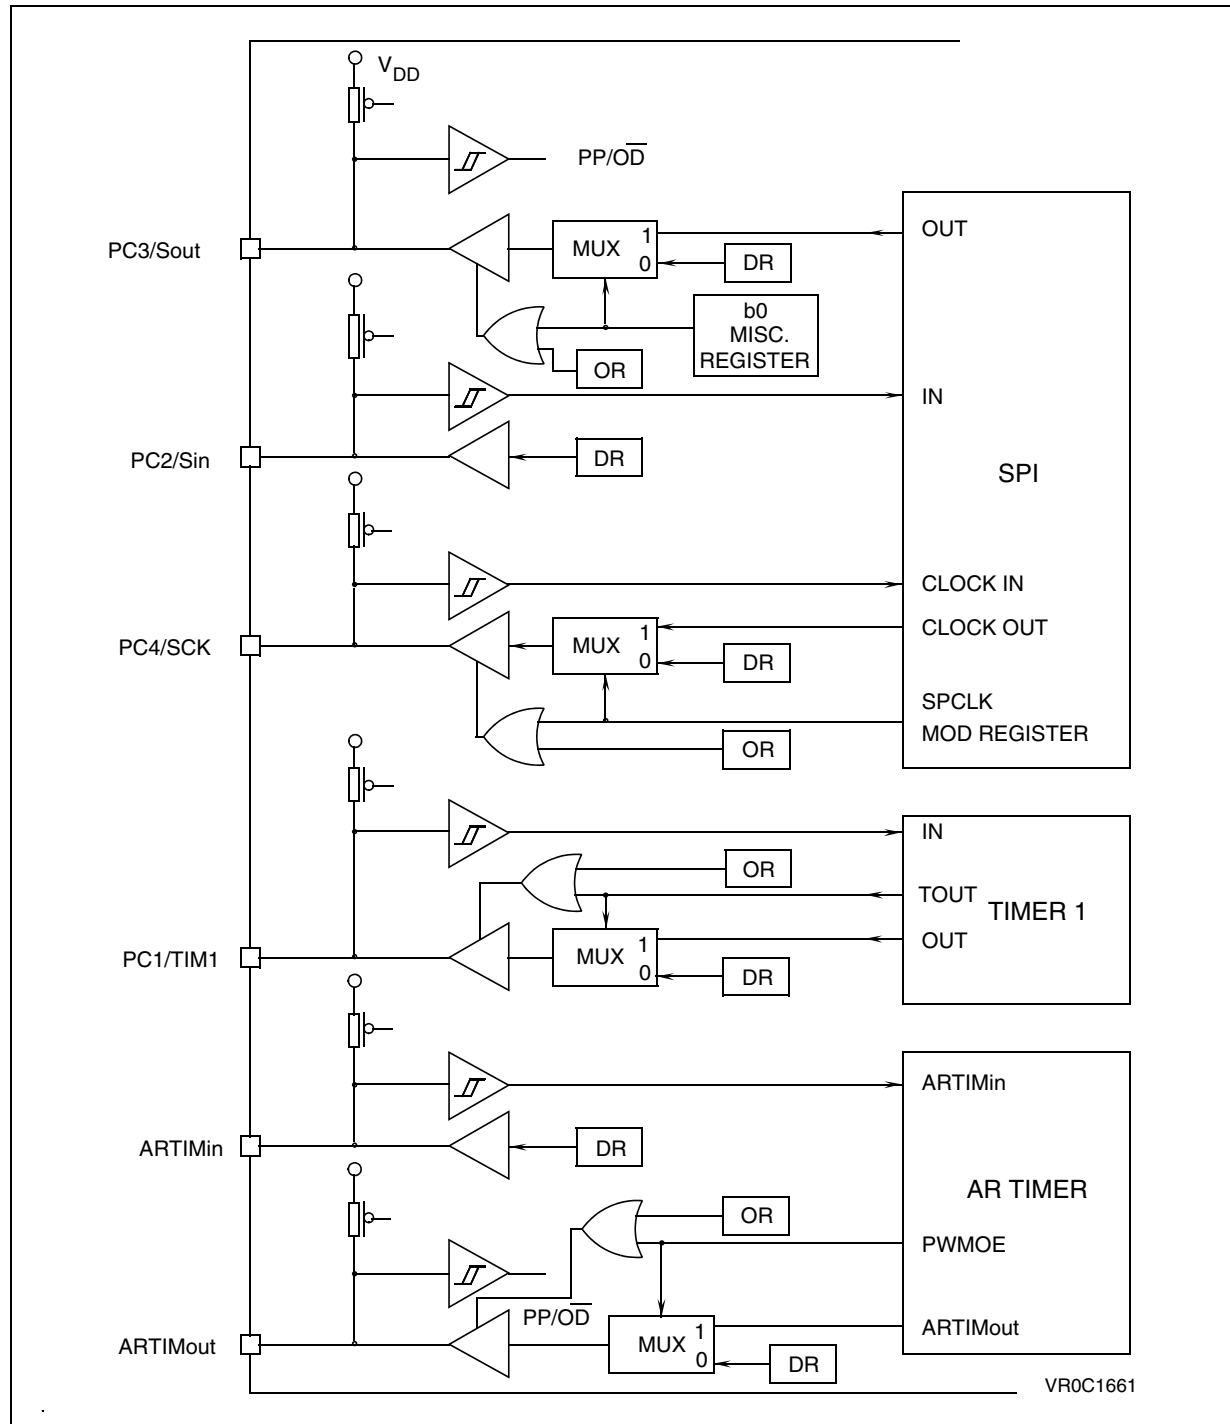 VDD
PP/OD
PC3/Sout
MUX
1
0
OUT
DR
b0
MISC.
REGISTER
OR
IN
PC2/Sin
DR
SPI
CLOCK IN
PC4/SCK
MUX
1
0
CLOCK OUT
DR
SPCLK
MOD REGISTER
OR
IN
OR
TOUT
TIMER 1
PC1/TIM1
MUX
1
0
OUT
DR
ARTIMin
ARTIMin
DR
AR TIMER
OR
PWMOE
PP/OD
ARTIMout
MUX
1
0
ARTIMout
DR
VR0C1661